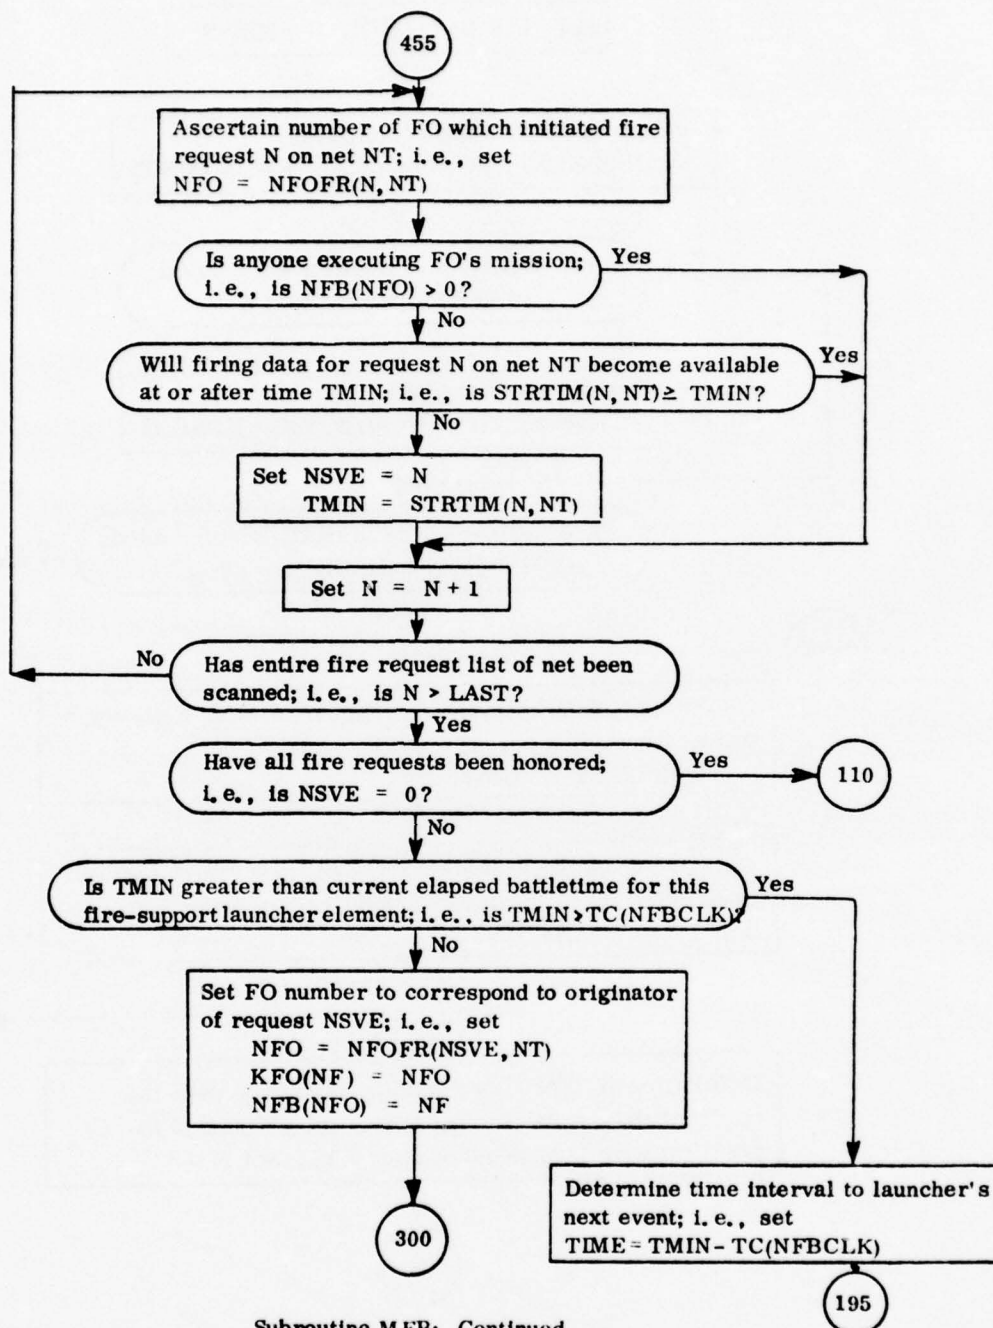 455
Ascertain number of FO which initiated fire
request N on net NT; i. e., set
NFO = NFOFR(N, NT)
Is anyone executing FO's mission;
i. e., is NFB(NFO) > 0?
Yes
No
Will firing data for request N on net NT become available
at or after time TMIN; i. e., is STRTIM(N, NT) ≥ TMIN?
Yes
No
Set NSVE = N
TMIN = STRTIM(N, NT)
Set N = N + 1
No
Has entire fire request list of net been
scanned; i. e., is N > LAST?
Yes
Have all fire requests been honored;
i. e., is NSVE = 0?
Yes
110
No
Is TMIN greater than current elapsed battletime for this
fire-support launcher element; i. e., is TMIN>TC(NFBCLK)?
Yes
No
Set FO number to correspond to originator
of request NSVE; i. e., set
NFO = NFOFR(NSVE, NT)
KFO(NF) = NFO
NFB(NFO) = NF
300
Determine time interval to launcher's
next event; i. e., set
TIME = TMIN - TC(NFBCLK)
195
Continued